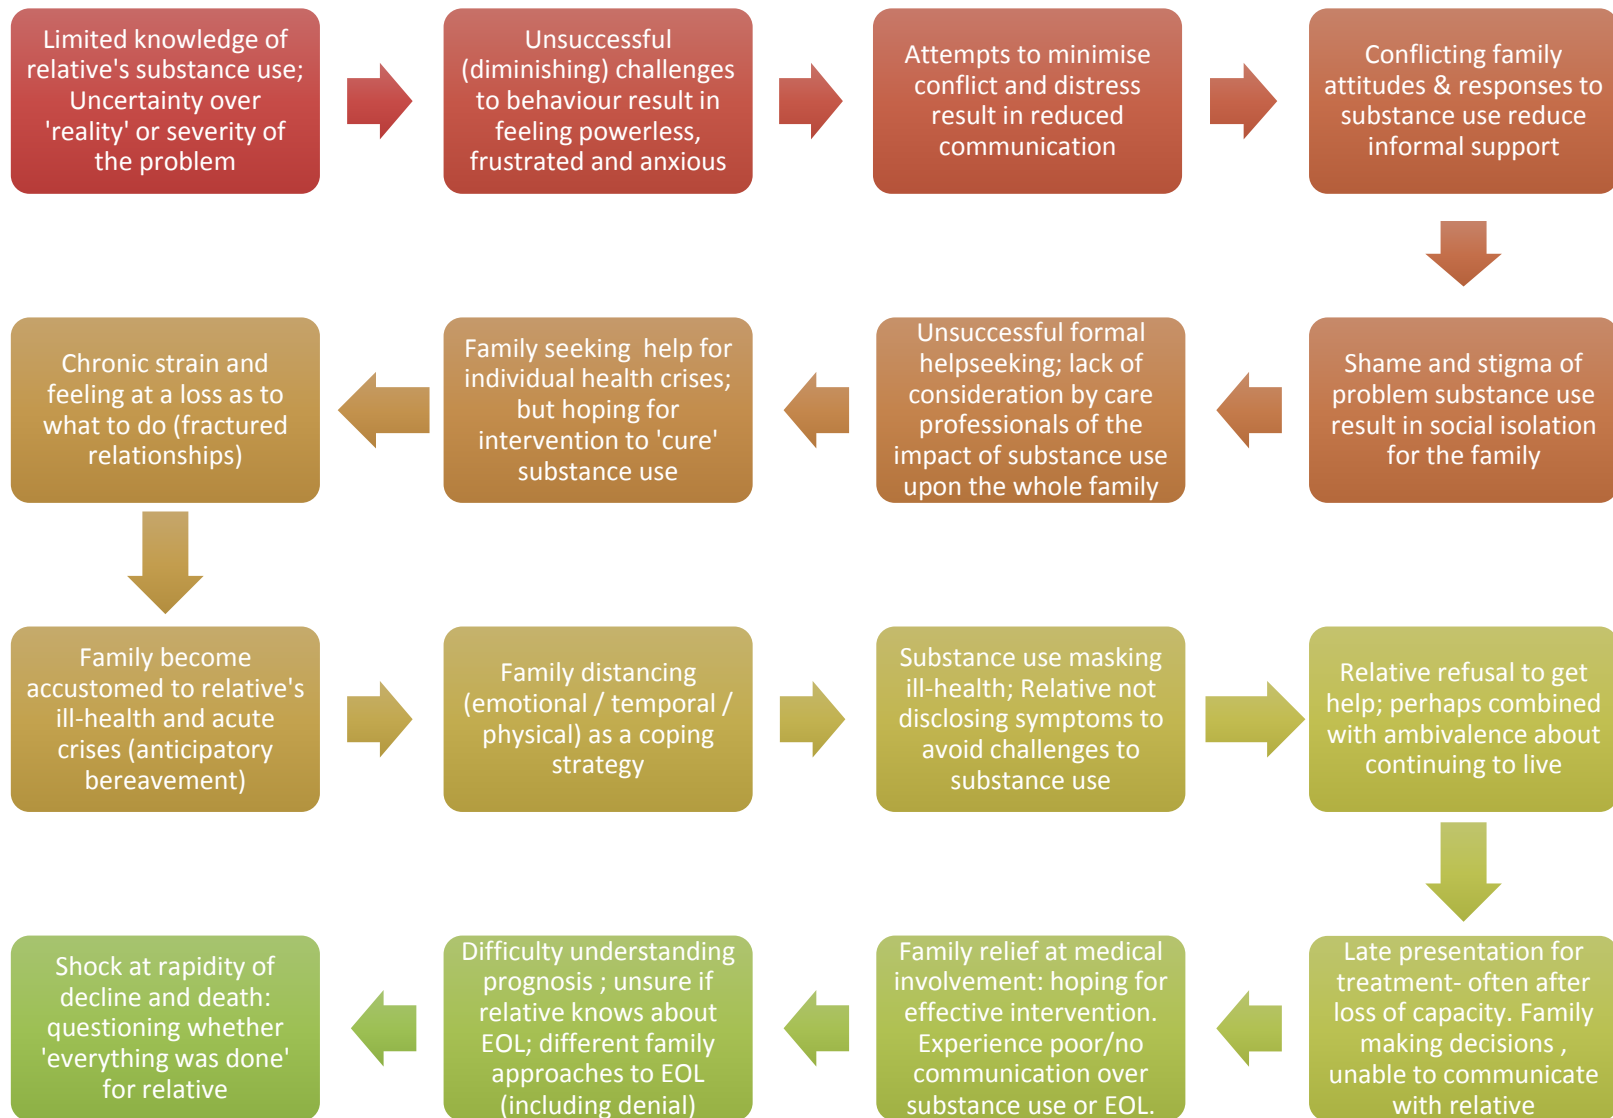 Limited knowledge of
relative's substance use;
Uncertainty over
'reality' or severity of
the problem
Unsuccessful
(diminishing) challenges
to behaviour result in
feeling powerless,
frustrated and anxious
Attempts to minimise
conflict and distress
result in reduced
communication
Conflicting family
attitudes & responses to
substance use reduce
informal support
Shame and stigma of
problem substance use
result in social isolation
for the family
Unsuccessful formal
helpseeking; lack of
consideration by care
professionals of the
impact of substance use
upon the whole family
Family seeking help for
individual health crises;
but hoping for
intervention to 'cure'
substance use
Chronic strain and
feeling at a loss as to
what to do (fractured
relationships)
Family become
accustomed to relative's
ill-health and acute
crises (anticipatory
bereavement)
Family distancing
(emotional / temporal /
physical) as a coping
strategy
Substance use masking
ill-health; Relative not
disclosing symptoms to
avoid challenges to
substance use
Relative refusal to get
help; perhaps combined
with ambivalence about
continuing to live
Late presentation for
treatment- often after
loss of capacity. Family
making decisions ,
unable to communicate
with relative
Family relief at medical
involvement: hoping for
effective intervention.
Experience poor/no
communication over
substance use or EOL.
Difficulty understanding
prognosis ; unsure if
relative knows about
EOL; different family
approaches to EOL
(including denial)
Shock at rapidity of
decline and death:
questioning whether
'everything was done'
for relative